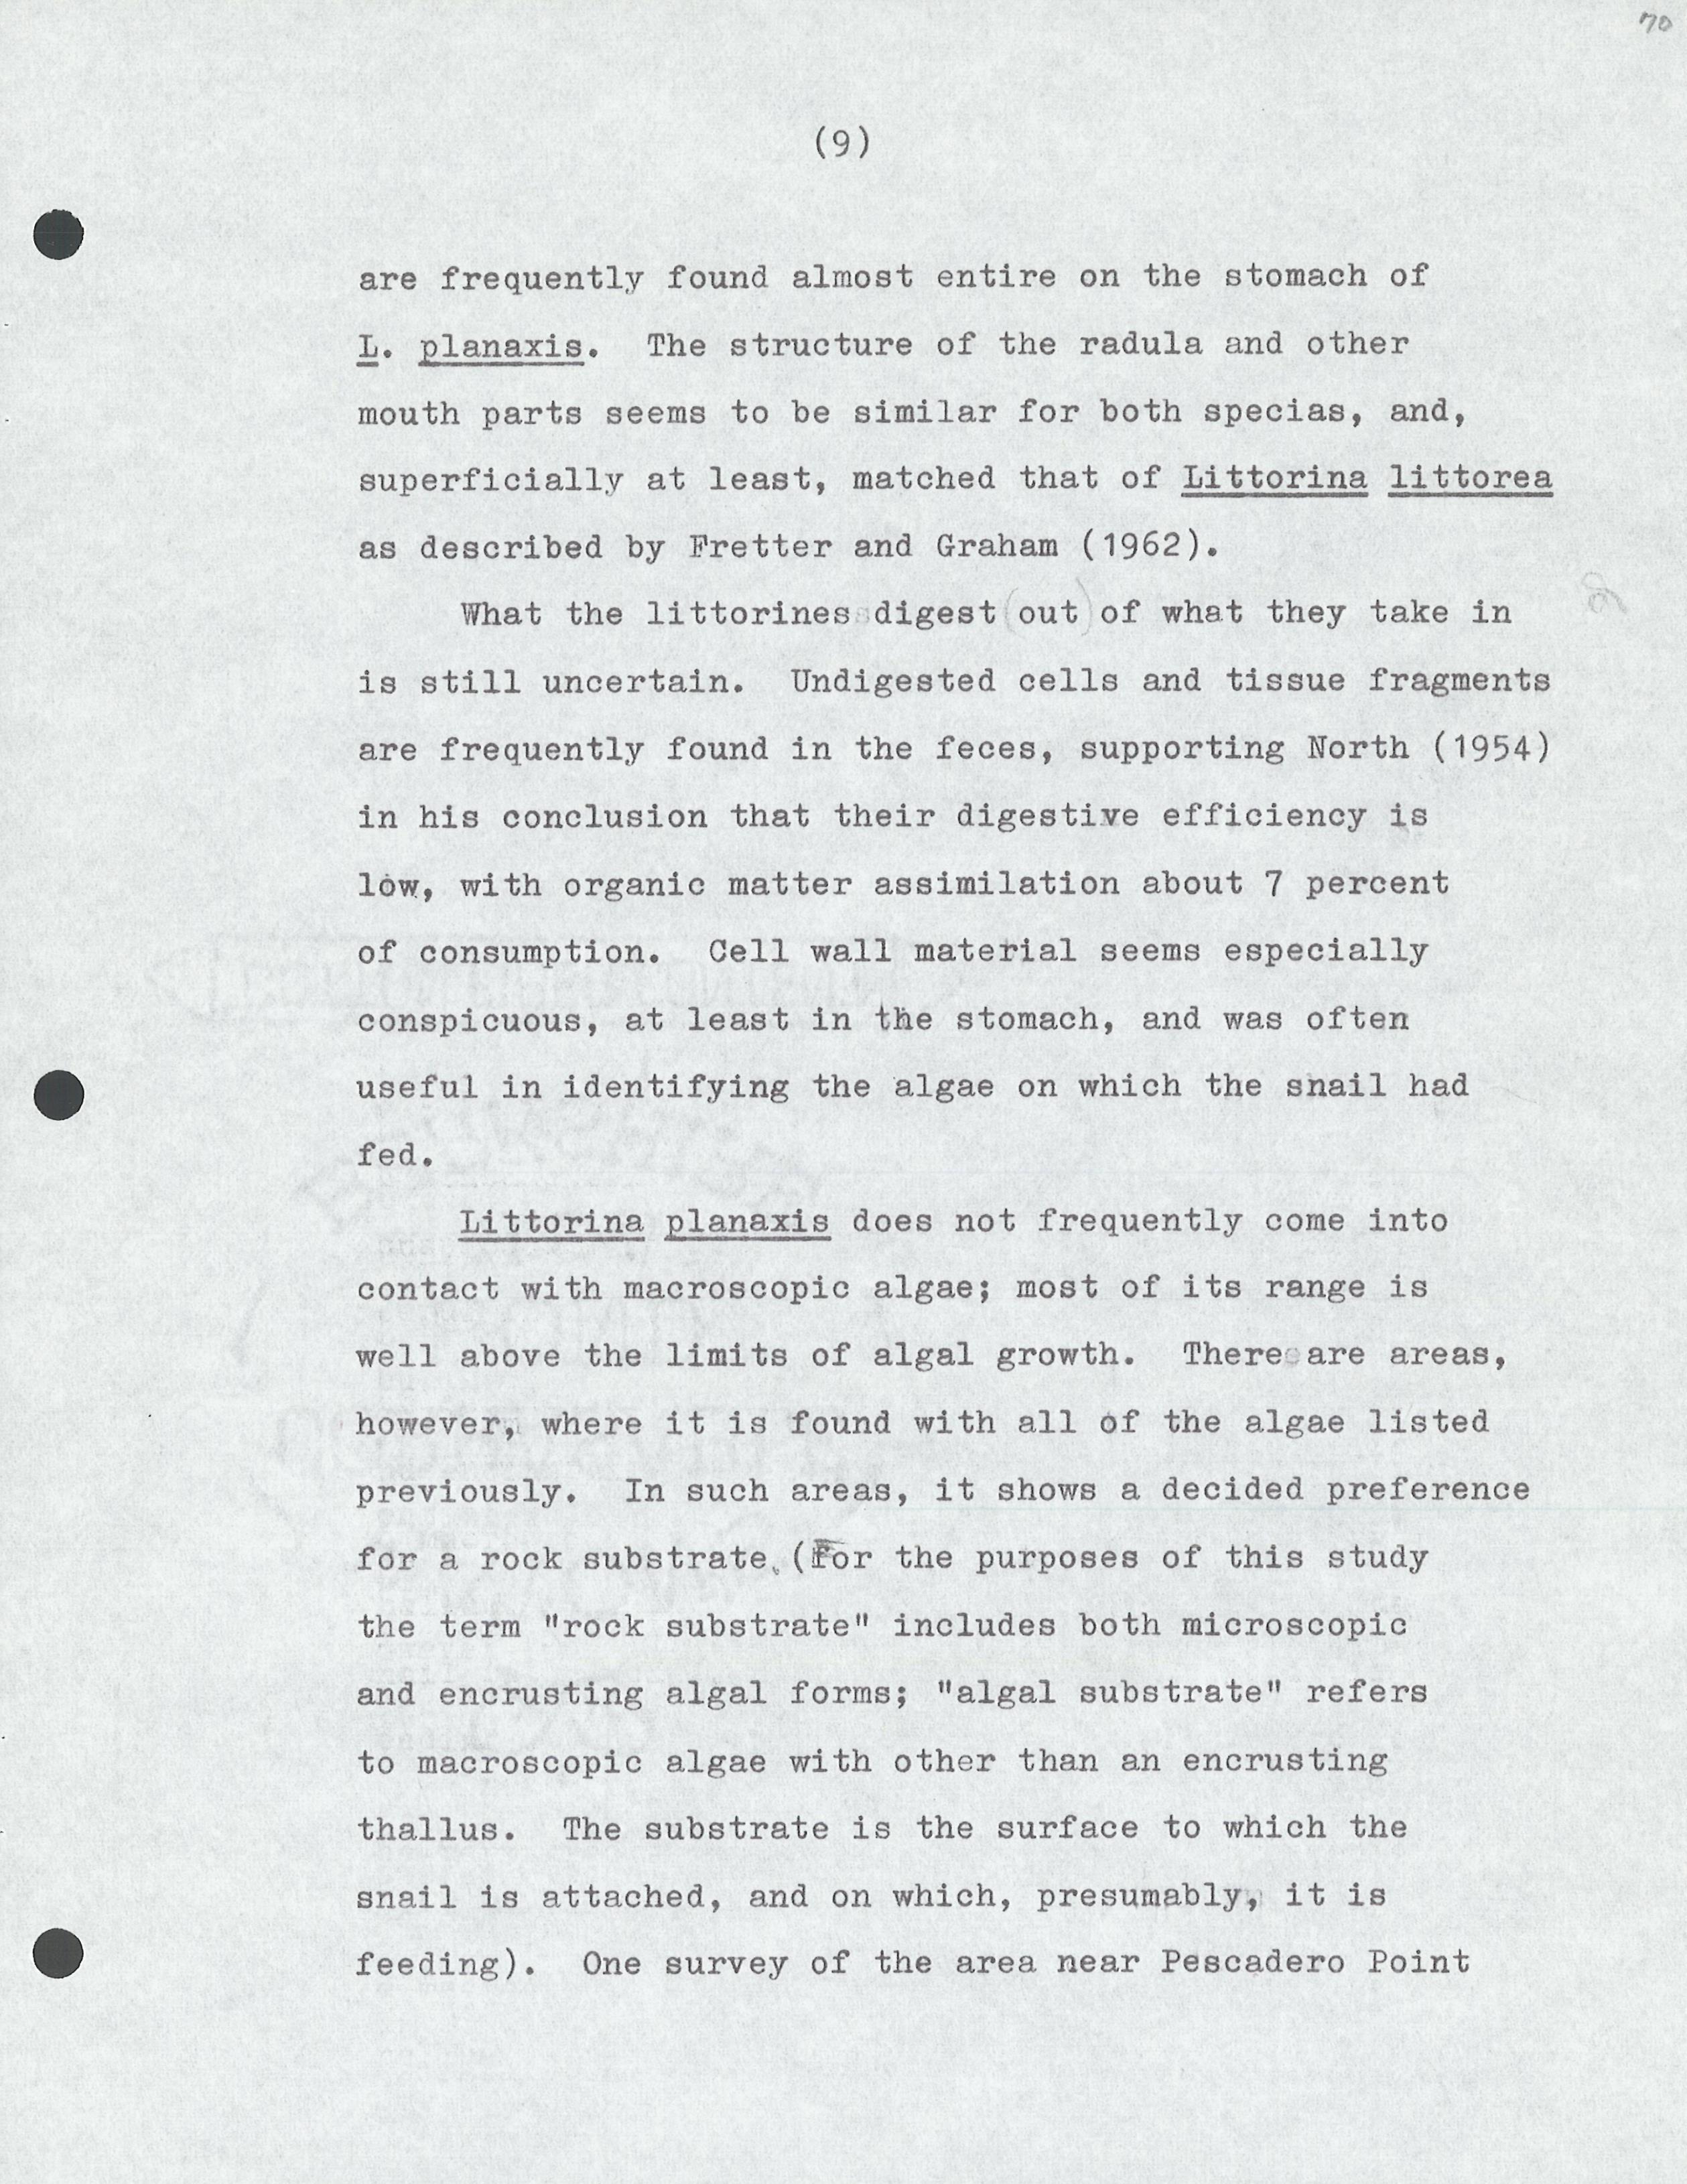 70
(9)
are frequently found almost entire on the stomach of
L. planaxis. The structure of the radula and other
mouth parts seems to be similar for both specias, and,
superficially at least, matched that of Littorina littorea
as described by Fretter and Graham (1962).
What the littorines digest (out) of what they take in
is still uncertain. Undigested cells and tissue fragments
are frequently found in the feces, supporting North (1954)
in his conclusion that their digestive efficiency is
low, with organic matter assimilation about 7 percent
of consumption. Cell wall material seems especially
conspicuous, at least in the stomach, and was often
useful in identifying the algae on which the snail had
fed.
Littorina planaxis does not frequently come into
contact with macroscopic algae; most of its range is
well above the limits of algal growth. There are areas,
however, where it is found with all of the algae listed
previously. In such areas, it shows a decided preference
for a rock substrate. (For the purposes of this study
the term "rock substrate" includes both microscopic
and encrusting algal forms; "algal substrate" refers
to macroscopic algae with other than an encrusting
thallus. The substrate is the surface to which the
snail is attached, and on which, presumably, it is
feeding). One survey of the area near Pescadero Point